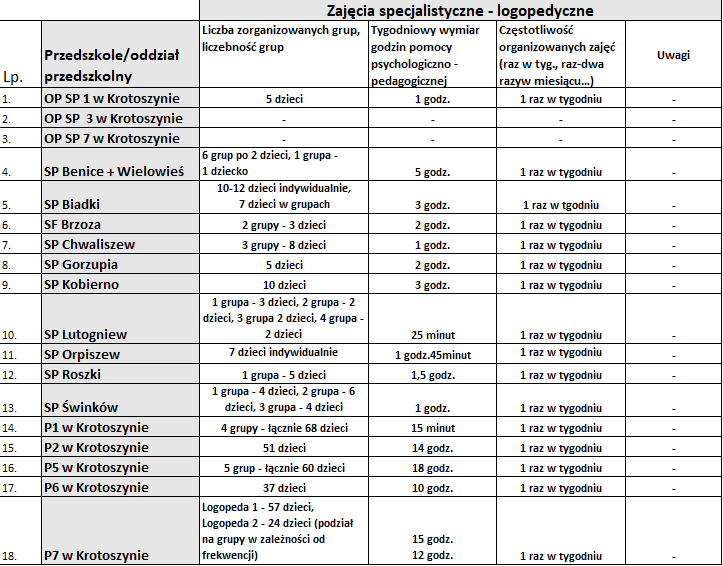 Zajęcia specjalistyczne - logopedyczne
Lp.
Przedszkole/oddział
przedszkolny
Liczba zorganizowanych grup,
liczebność grup
Tygodniowy wymiar
godzin pomocy
psychologiczno -
pedagogicznej
Częstotliwość
organizowanych zajęć
(raz w tyg., raz-dwa
razyw miesiącu...)
Uwagi
1. OP SP 1 w Krotoszynie 5 dzieci 1 godz. 1 raz w tygodniu -
2. OP SP 3 w Krotoszynie - - - -
3. OP SP 7 w Krotoszynie - - - -
6 grup po 2 dzieci, 1 grupa -
4. SP Benice + Wielowieś 1 dziecko 5 godz. 1 raz w tygodniu -
10-12 dzieci indywidualnie,
5. SP Biadki 7 dzieci w grupach 3 godz. 1 raz w tgodniu -
6. SF Brzoza 2 grupy - 3 dzieci 2 godz. 1 raz w tygodniu -
7. SP Chwaliszew 3 grupy - 8 dzieci 1 godz. 1 raz w tygodniu -
8. SP Gorzupia 5 dzieci 2 godz. 1 raz w tygodniu -
9. SP Kobierno 10 dzieci 3 godz. 1 raz w tygodniu -
1 grupa - 3 dzieci, 2 grupa - 2
dzieci, 3 grupa 2 dzieci, 4 grupa -
10. SP Lutogniew 2 dzieci 25 minut 1 raz w tygodniu -
11. SP Orpiszew 7 dzieci indywidualnie 1 godz.45minut 1 raz w tygodniu -
12. SP Roszki 1 grupa - 5 dzieci 1,5 godz. 1 raz w tygodniu -
1 grupa - 4 dzieci, 2 grupa - 6
13. SP Świnków dzieci, 3 grupa - 4 dzieci 1 godz. 1 raz w tygodniu -
14. P1 w Krotoszynie 4 grupy - łącznie 68 dzieci 15 minut 1 raz w tygodniu -
15. P2 w Krotoszynie 51 dzieci 14 godz. 1 raz w tygodniu -
16. P5 w Krotoszynie 5 grup - łącznie 60 dzieci 18 godz. 1 raz w tygodniu -
17. P6 w Krotoszynie 37 dzieci 10 godz. 1 raz w tygodniu -
Logopeda 1 - 57 dzieci,
Logopeda 2 - 24 dzieci (podział
na grupy w zależności od 15 godz.
18. P7 w Krotoszynie frekwencji) 12 godz. 1 raz w tygodniu -